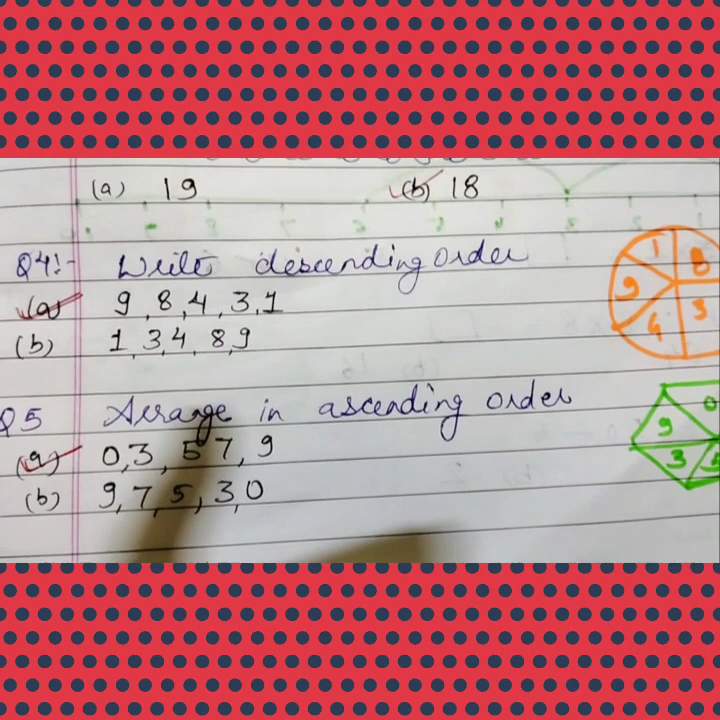 (a) 19 (b) 18
Q4:- Write descending order
(a) 9, 8, 4, 3, 1
(b) 1, 3, 4, 8, 9
1 8
9 4 3
Q5 Arrage in ascending order
(a) 0, 3, 5 7, 9
(b) 9, 7, 5, 3, 0
0
9
3 5